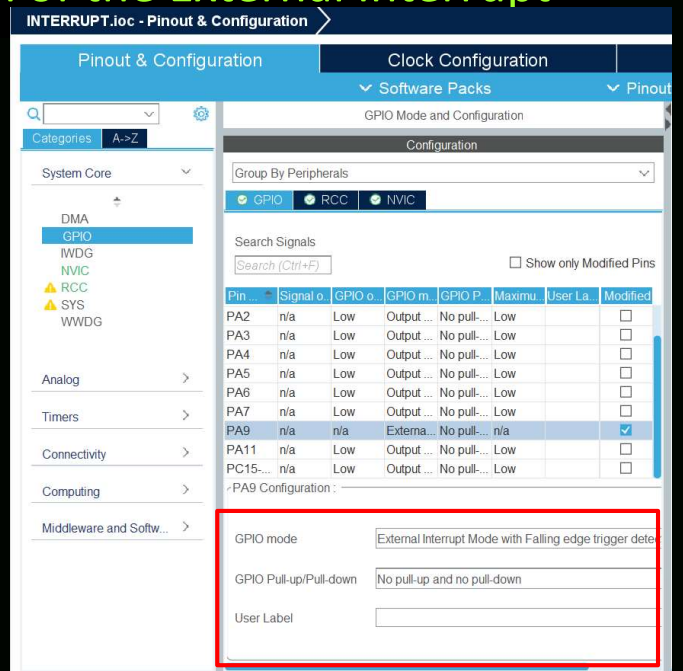 For the External Interrupt
INTERRUPT.ioc - Pinout & Configuration
Pinout & Configuration
Clock Configuration
Software Packs
Pinout
GPIO Mode and Configuration
Categories A->Z
Configuration
System Core
Group By Peripherals
GPIO RCC NVIC
DMA
GPIO
IWDG
NVIC
RCC
SYS
WWDG
Search Signals
Search (Ctrl+F)
Show only Modified Pins
Pin ... Signal o... GPIO o... GPIO m... GPIO P... Maximu... User La... Modified
PA2 n/a Low Output ... No pull-... Low
PA3 n/a Low Output ... No pull-... Low
PA4 n/a Low Output ... No pull-... Low
PA5 n/a Low Output ... No pull-... Low
PA6 n/a Low Output ... No pull-... Low
PA7 n/a Low Output ... No pull-... Low
PA9 n/a n/a Externa... No pull-... n/a
PA11 n/a Low Output ... No pull-... Low
PC15-... n/a Low Output ... No pull-... Low
Analog
Timers
Connectivity
Computing
Middleware and Softw...
PA9 Configuration :
GPIO mode
External Interrupt Mode with Falling edge trigger detec
GPIO Pull-up/Pull-down
No pull-up and no pull-down
User Label